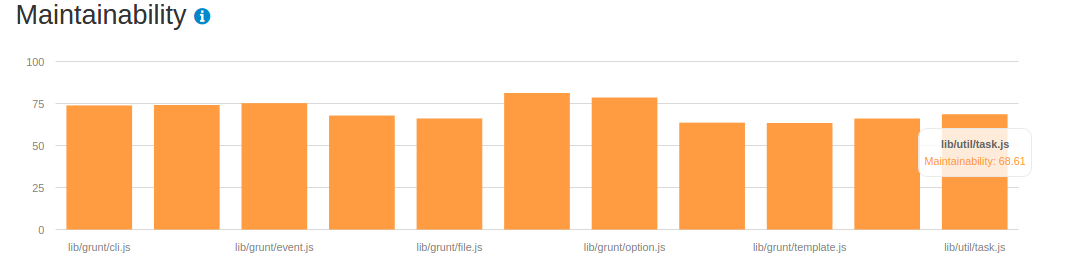 Maintainability
100
75
50
25
0
lib/util/task.js
Maintainability: 68.61
lib/grunt/cli.js lib/grunt/event.js lib/grunt/file.js lib/grunt/option.js lib/grunt/template.js lib/util/task.js